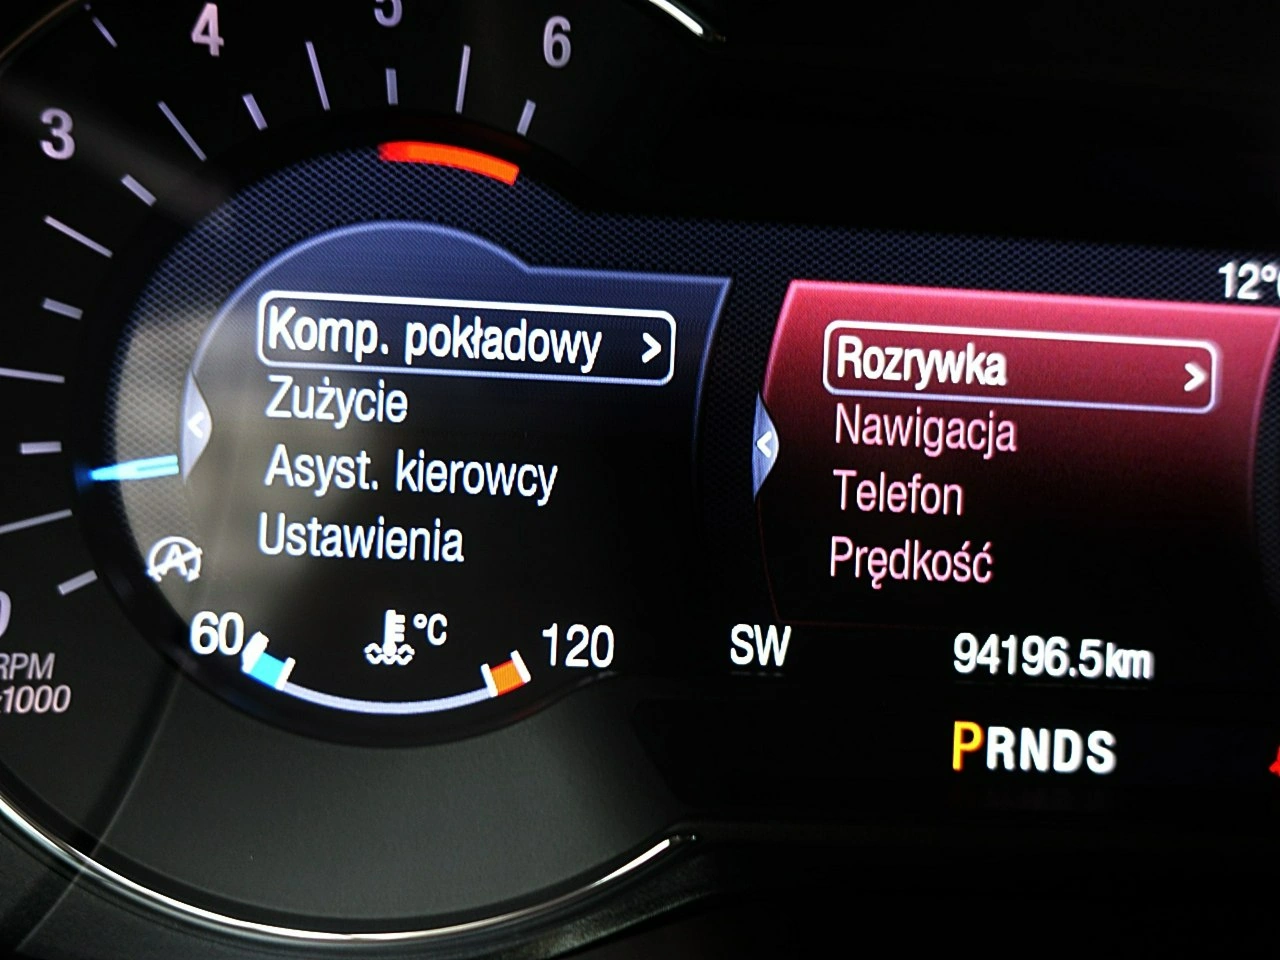 3
4
5
6
12°
Komp. pokładowy >
Zużycie
Asyst. kierowcy
Ustawienia
<
Rozrywka >
Nawigacja
Telefon
Prędkość
<
A
60
°C
120
SW
94196.5km
PRNDS
0
RPM
x1000